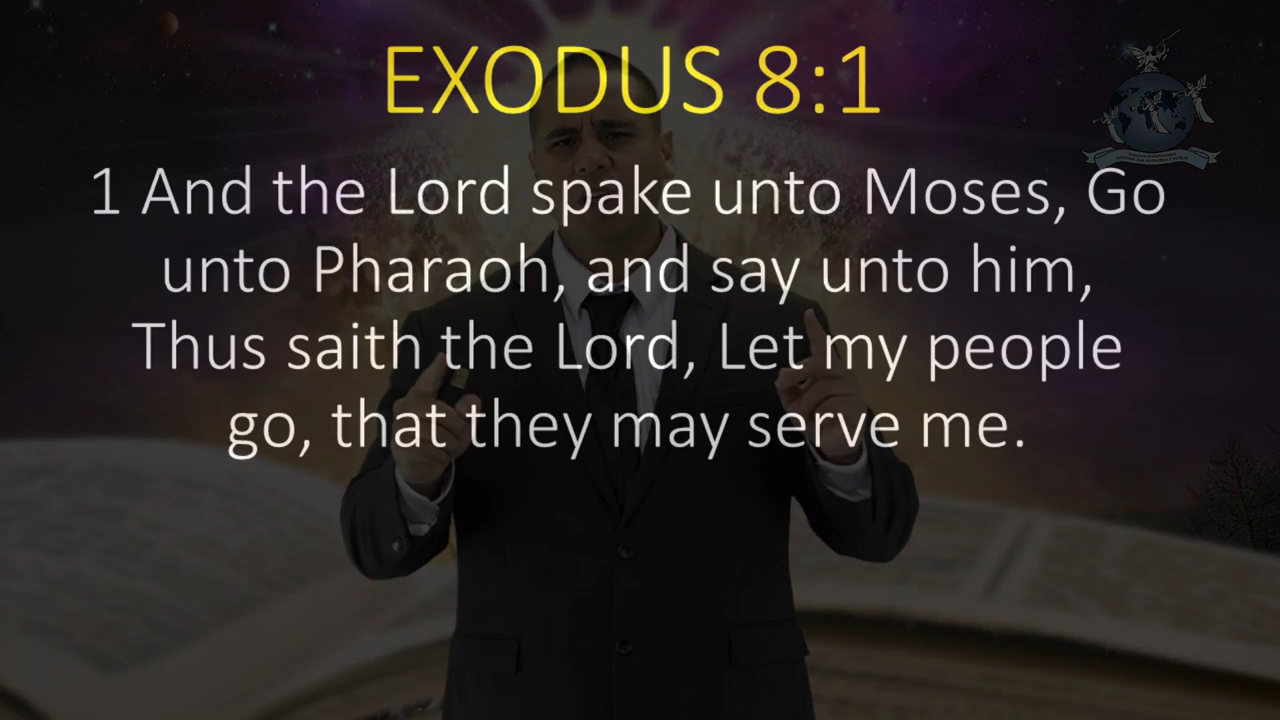 EXODUS 8:1
1 And the Lord spake unto Moses, Go
unto Pharaoh, and say unto him,
Thus saith the Lord, Let my people
go, that they may serve me.